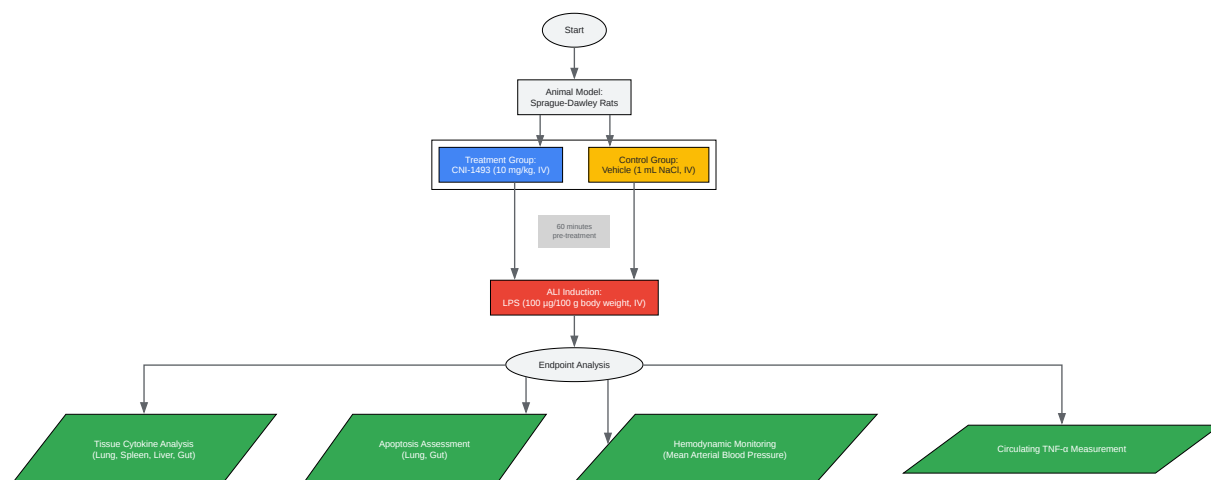 Start
Animal Model:
Sprague-Dawley Rats
Treatment Group:
CNI-1493 (10 mg/kg, IV)
Control Group:
Vehicle (1 mL NaCl, IV)
60 minutes
pre-treatment
ALI Induction:
LPS (100 µg/100 g body weight, IV)
Endpoint Analysis
Tissue Cytokine Analysis
(Lung, Spleen, Liver, Gut)
Apoptosis Assessment
(Lung, Gut)
Hemodynamic Monitoring
(Mean Arterial Blood Pressure)
Circulating TNF-α Measurement